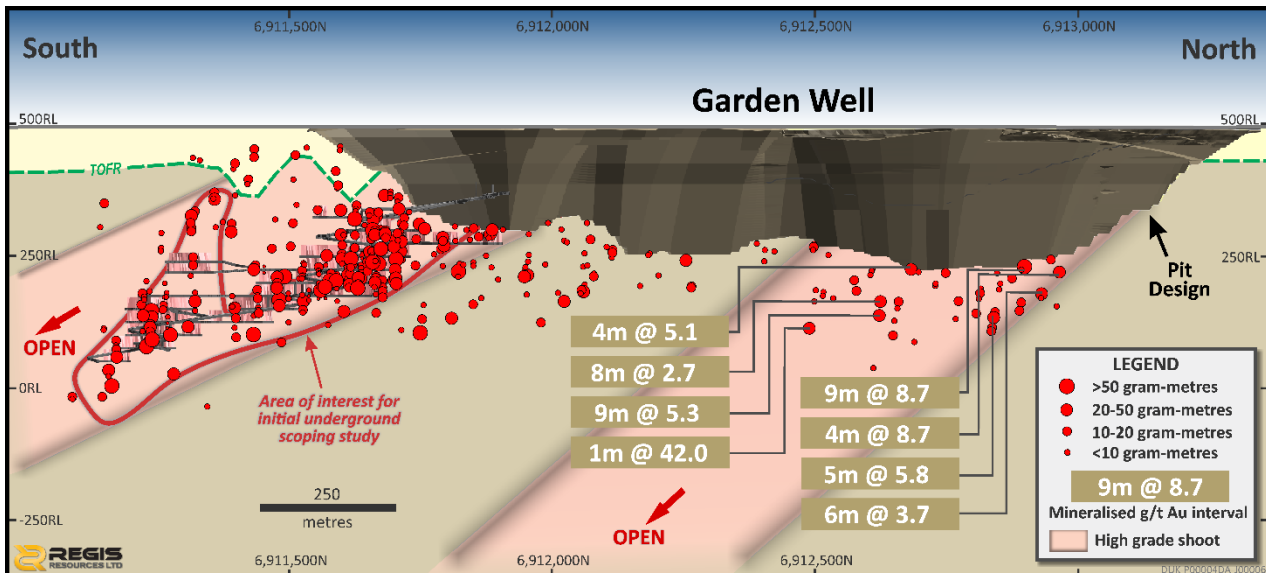 6,911,500N
6,912,000N
6,912,500N
6,913,000N
South
North
Garden Well
500RL
500RL
TOFR
250RL
250RL
Pit
Design
OPEN
0RL
Area of interest for
initial underground
scoping study
4m @ 5.1
8m @ 2.7
9m @ 5.3
1m @ 42.0
9m @ 8.7
4m @ 8.7
5m @ 5.8
6m @ 3.7
LEGEND
>50 gram-metres
20-50 gram-metres
10-20 gram-metres
<10 gram-metres
9m @ 8.7
Mineralised g/t Au interval
High grade shoot
250
metres
OPEN
-250RL
-250RL
REGIS
RESOURCES LTD
6,911,500N
6,912,000N
6,912,500N
DUK P00004DA J00006